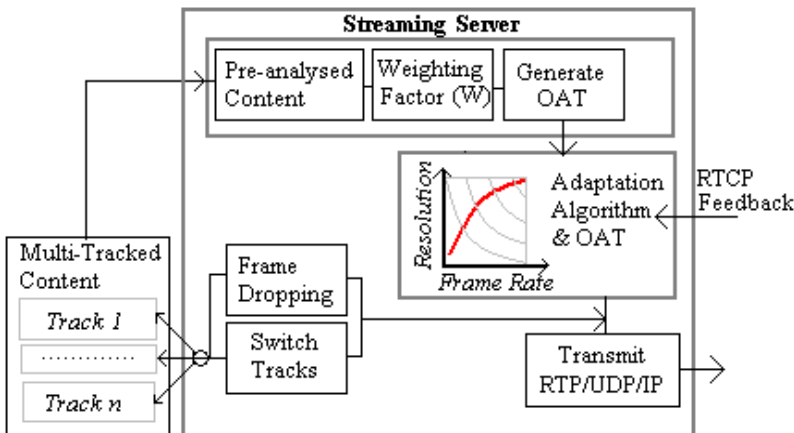 Streaming Server
Pre-analysed
Content
Weighting
Factor (W)
Generate
OAT
Resolution
Frame Rate
Adaptation
Algorithm
& OAT
RTCP
Feedback
Multi-Tracked
Content
Track 1
.............
Track n
Frame
Dropping
Switch
Tracks
Transmit
RTP/UDP/IP